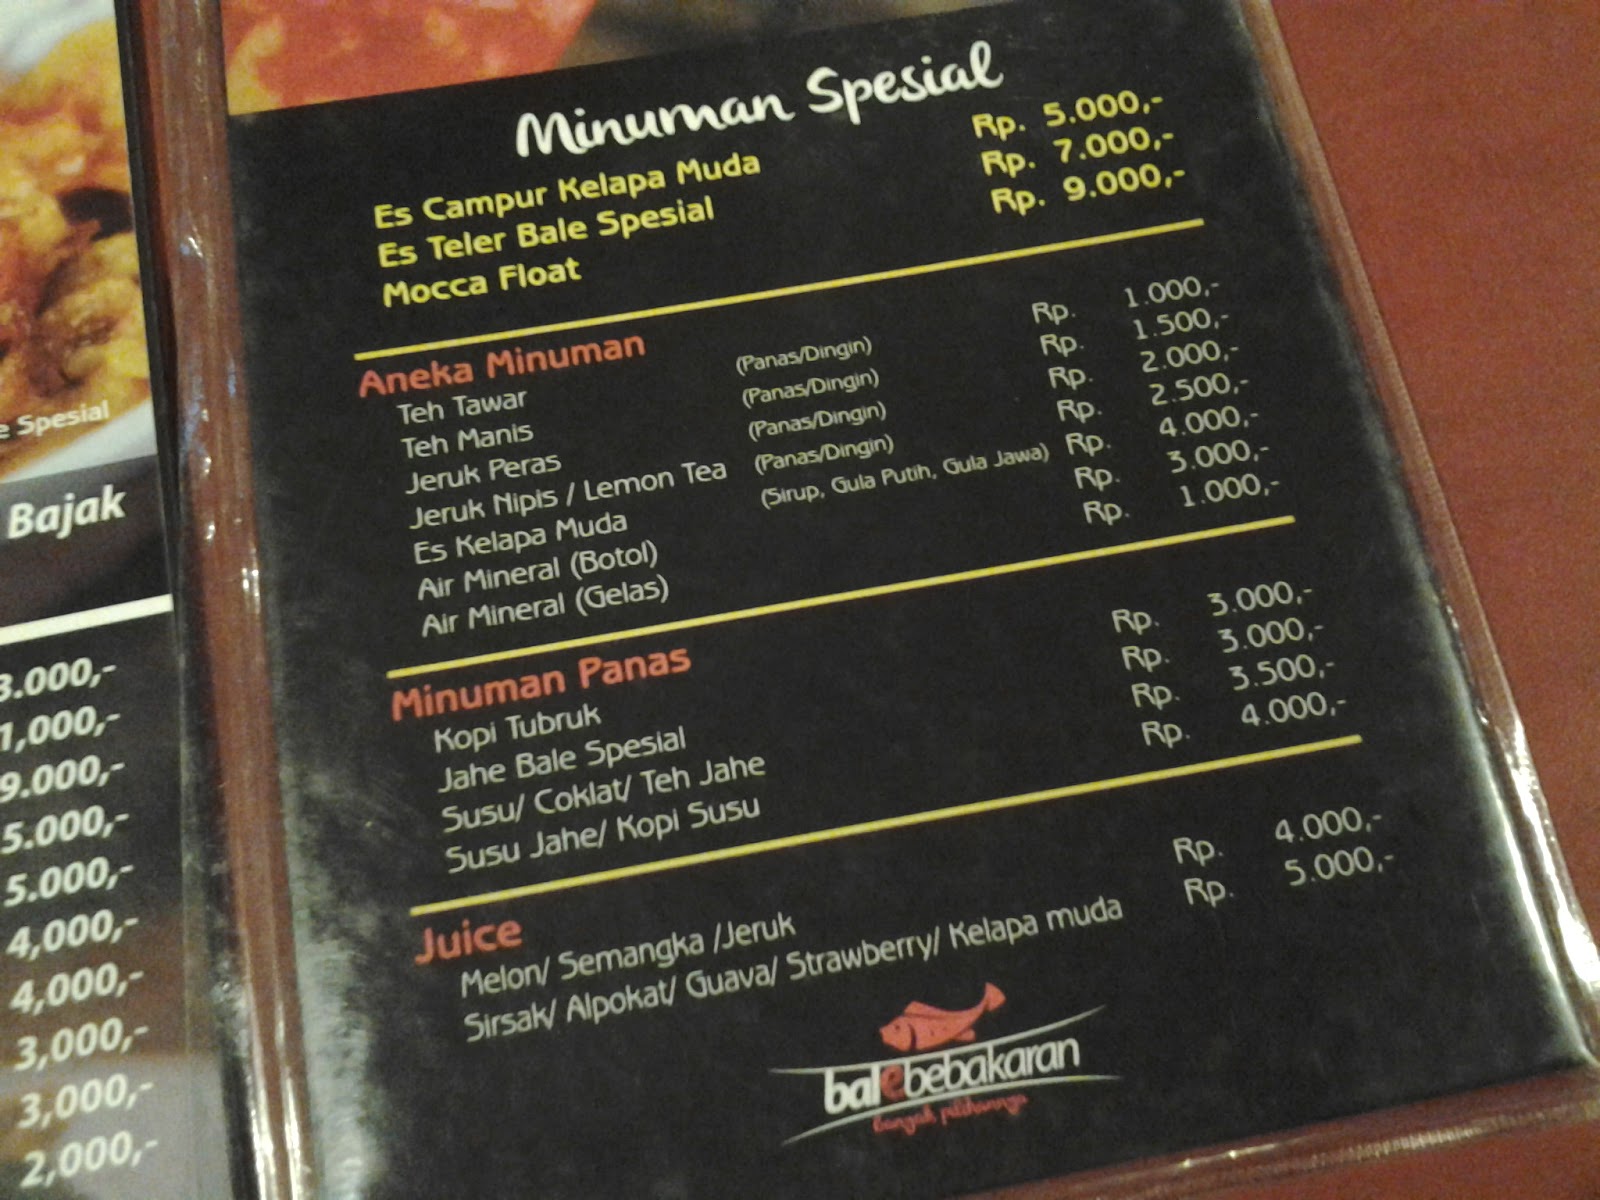 Minuman Spesial
Es Campur Kelapa Muda Rp. 5.000,-
Es Teler Bale Spesial Rp. 7.000,-
Mocca Float Rp. 9.000,-
Aneka Minuman
Teh Tawar (Panas/Dingin) Rp. 1.000,-
Teh Manis (Panas/Dingin) Rp. 1.500,-
Jeruk Peras (Panas/Dingin) Rp. 2.000,-
Jeruk Nipis / Lemon Tea (Panas/Dingin) Rp. 2.500,-
Es Kelapa Muda (Sirup, Gula Putih, Gula Jawa) Rp. 4.000,-
Air Mineral (Botol) Rp. 3.000,-
Air Mineral (Gelas) Rp. 1.000,-
Minuman Panas
Kopi Tubruk Rp. 3.000,-
Jahe Bale Spesial Rp. 3.000,-
Susu/ Coklat/ Teh Jahe Rp. 3.500,-
Susu Jahe/ Kopi Susu Rp. 4.000,-
Juice
Melon/ Semangka /Jeruk Rp. 4.000,-
Sirsak/ Alpokat/ Guava/ Strawberry/ Kelapa muda Rp. 5.000,-
balebebakaran
banyak pilihannya
Spesial
Bajak
3.000,-
1,000,-
9.000,-
5.000,-
5.000,-
4,000,-
4,000,-
3,000,-
3,000,-
2,000,-